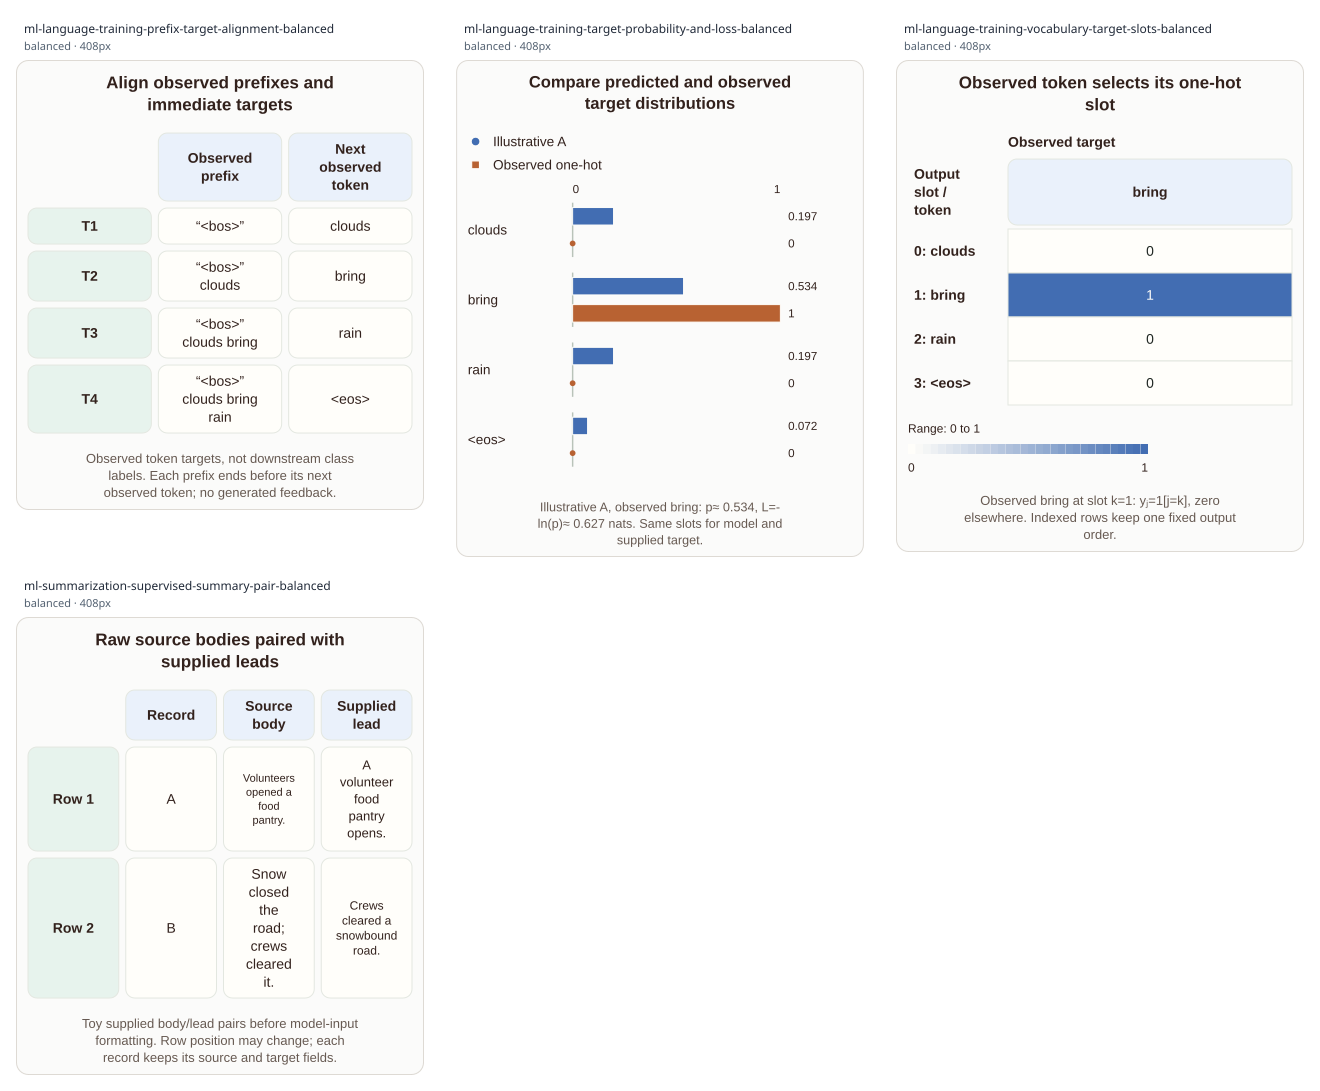 ml-language-training-prefix-target-alignment-balanced
balanced · 408px
Align observed prefixes and
immediate targets
Observed
prefix
Next
observed
token
T1
“<bos>”
clouds
T2
“<bos>”
clouds
bring
T3
“<bos>”
clouds bring
rain
T4
“<bos>”
clouds bring
rain
<eos>
Observed token targets, not downstream class
labels. Each prefix ends before its next
observed token; no generated feedback.
ml-language-training-target-probability-and-loss-balanced
balanced · 408px
Compare predicted and observed
target distributions
Illustrative A
Observed one-hot
0 1
clouds
0.197
0
bring
0.534
1
rain
0.197
0
<eos>
0.072
0
Illustrative A, observed bring: p≈ 0.534, L=-
ln(p)≈ 0.627 nats. Same slots for model and
supplied target.
ml-language-training-vocabulary-target-slots-balanced
balanced · 408px
Observed token selects its one-hot
slot
Observed target
Output
slot /
token
bring
0: clouds 0
1: bring 1
2: rain 0
3: <eos> 0
Range: 0 to 1
0 1
Observed bring at slot k=1: yⱼ=1[j=k], zero
elsewhere. Indexed rows keep one fixed output
order.
ml-summarization-supervised-summary-pair-balanced
balanced · 408px
Raw source bodies paired with
supplied leads
Record
Source
body
Supplied
lead
Row 1
A
Volunteers
opened a
food
pantry.
A
volunteer
food
pantry
opens.
Row 2
B
Snow
closed
the
road;
crews
cleared
it.
Crews
cleared a
snowbound
road.
Toy supplied body/lead pairs before model-input
formatting. Row position may change; each
record keeps its source and target fields.